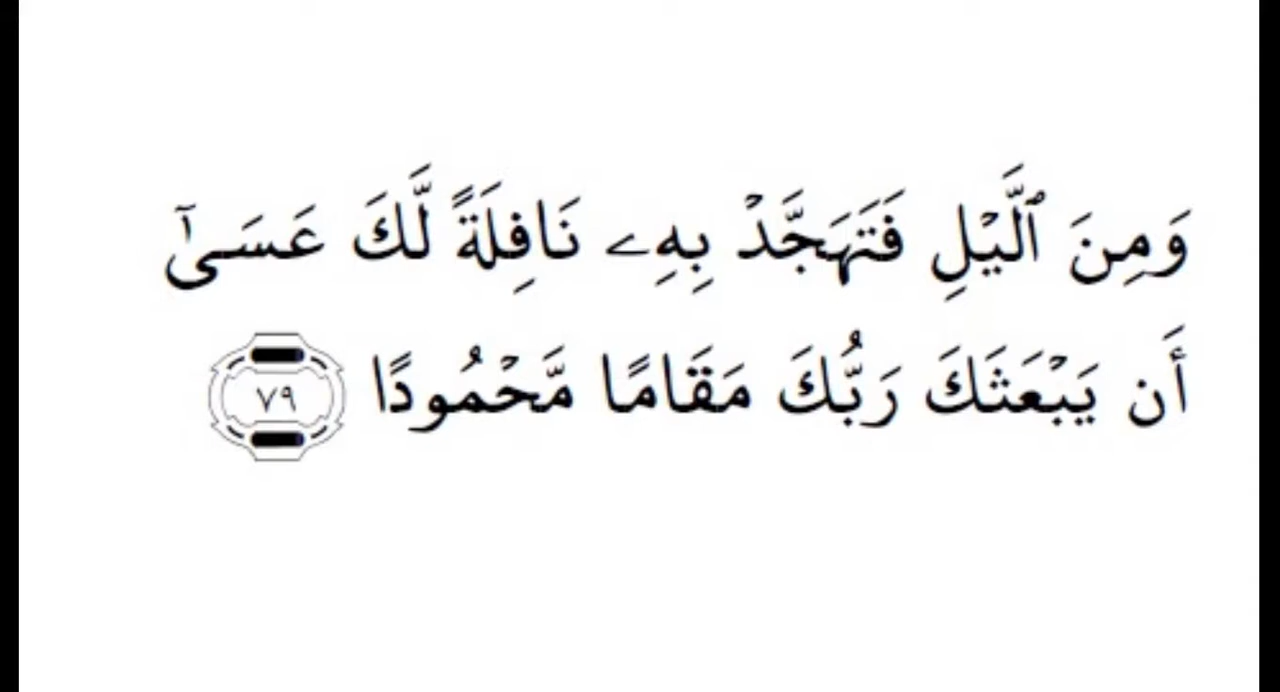 وَمِنَ ٱلَّيۡلِ فَتَهَجَّدۡ بِهِۦ نَافِلَةٗ لَّكَ عَسَىٰٓ
أَن يَبۡعَثَكَ رَبُّكَ مَقَامٗا مَّحۡمُودٗا ٧٩